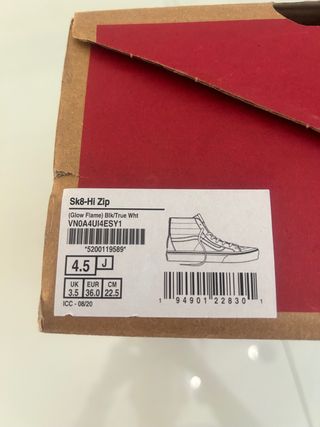 Sk8-Hi Zip
(Glow Flame) Blk/True Wht
VN0A4UI4ESY1
*5200119589*
4.5 J
UK EUR CM
3.5 36.0 22.5
ICC - 08/20
1 94901 22830 1